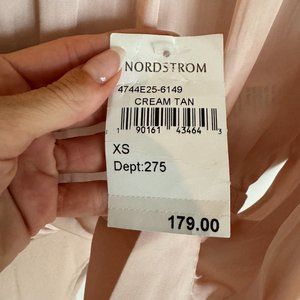 NORDSTROM
4744E25-6149
CREAM TAN
1 90161 43464 3
XS
Dept:275
179.00